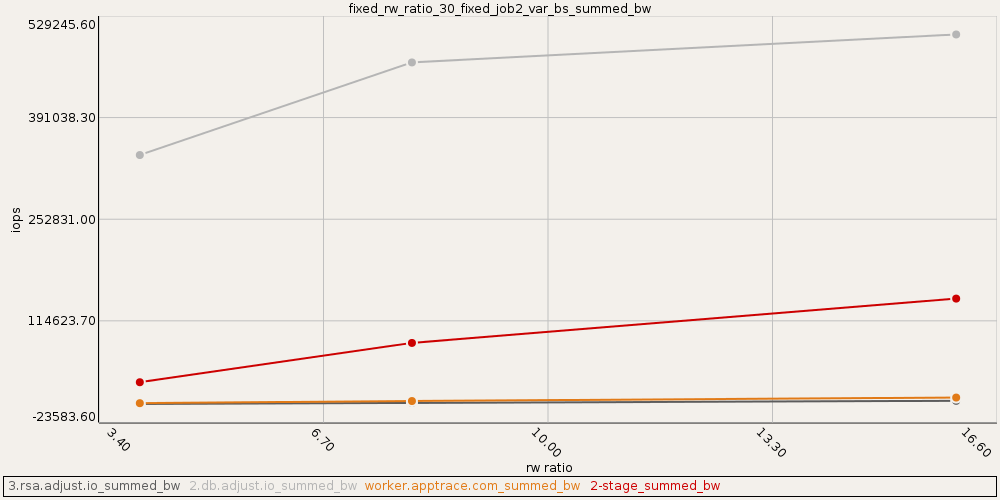 fixed_rw_ratio_30_fixed_job2_var_bs_summed_bw
529245.60
391038.30
252831.00
114623.70
-23583.60
iops
3.40
6.70
10.00
13.30
16.60
rw ratio
3.rsa.adjust.io_summed_bw 2.db.adjust.io_summed_bw worker.apptrace.com_summed_bw 2-stage_summed_bw